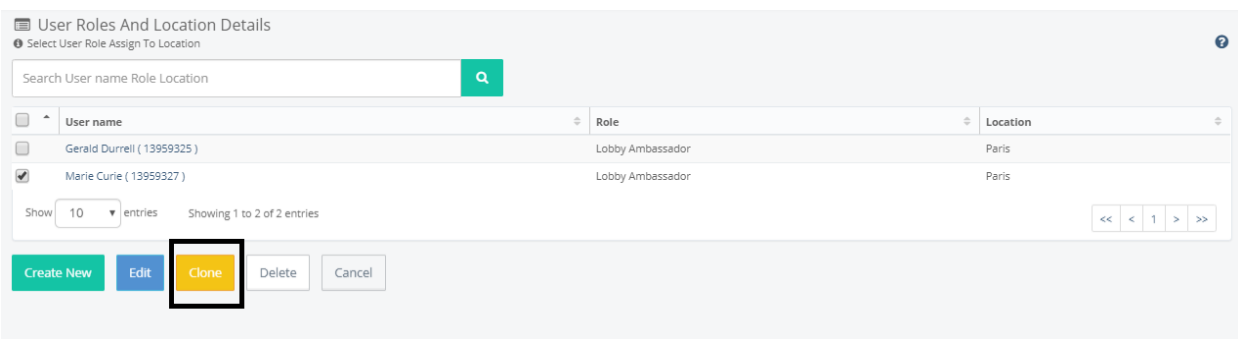 User Roles And Location Details
Select User Role Assign To Location
Search User name Role Location
User name Role Location
Gerald Durrell ( 13959325 ) Lobby Ambassador Paris
Marie Curie ( 13959327 ) Lobby Ambassador Paris
Show 10 entries Showing 1 to 2 of 2 entries << < 1 > >>
Create New Edit Clone Delete Cancel